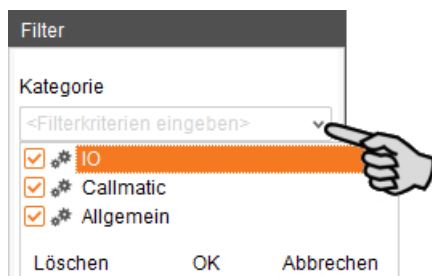 Filter
Kategorie
<Filterkriterien eingeben>
IO
Callmatic
Allgemein
Löschen OK Abbrechen